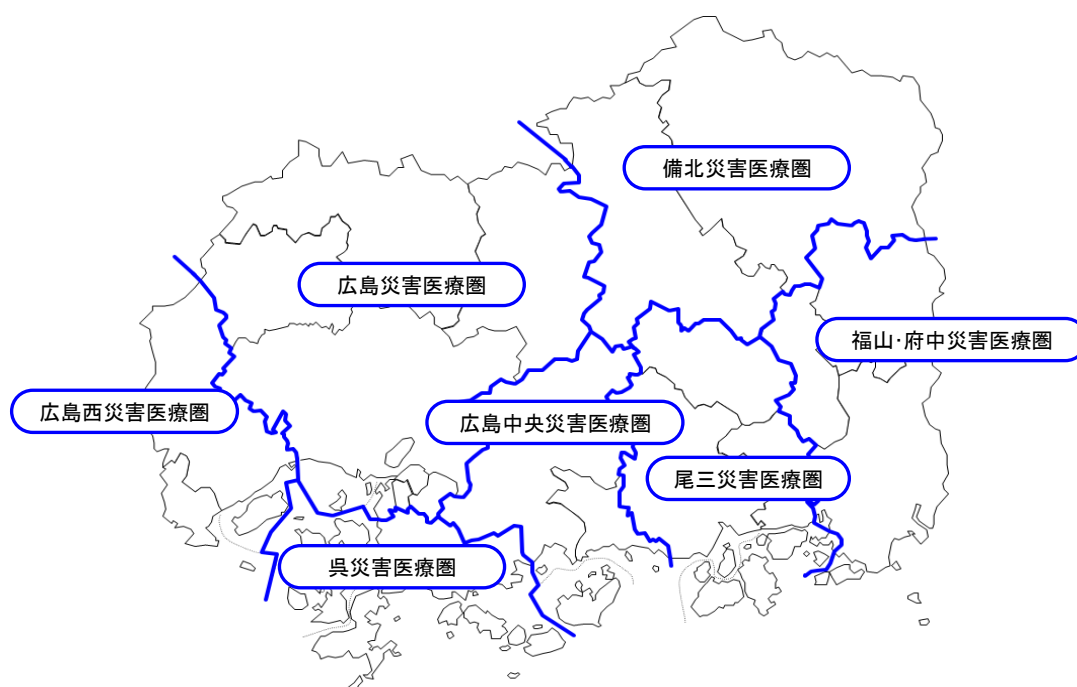 備北災害医療圏
広島災害医療圏
福山・府中災害医療圏
広島西災害医療圏
広島中央災害医療圏
尾三災害医療圏
呉災害医療圏